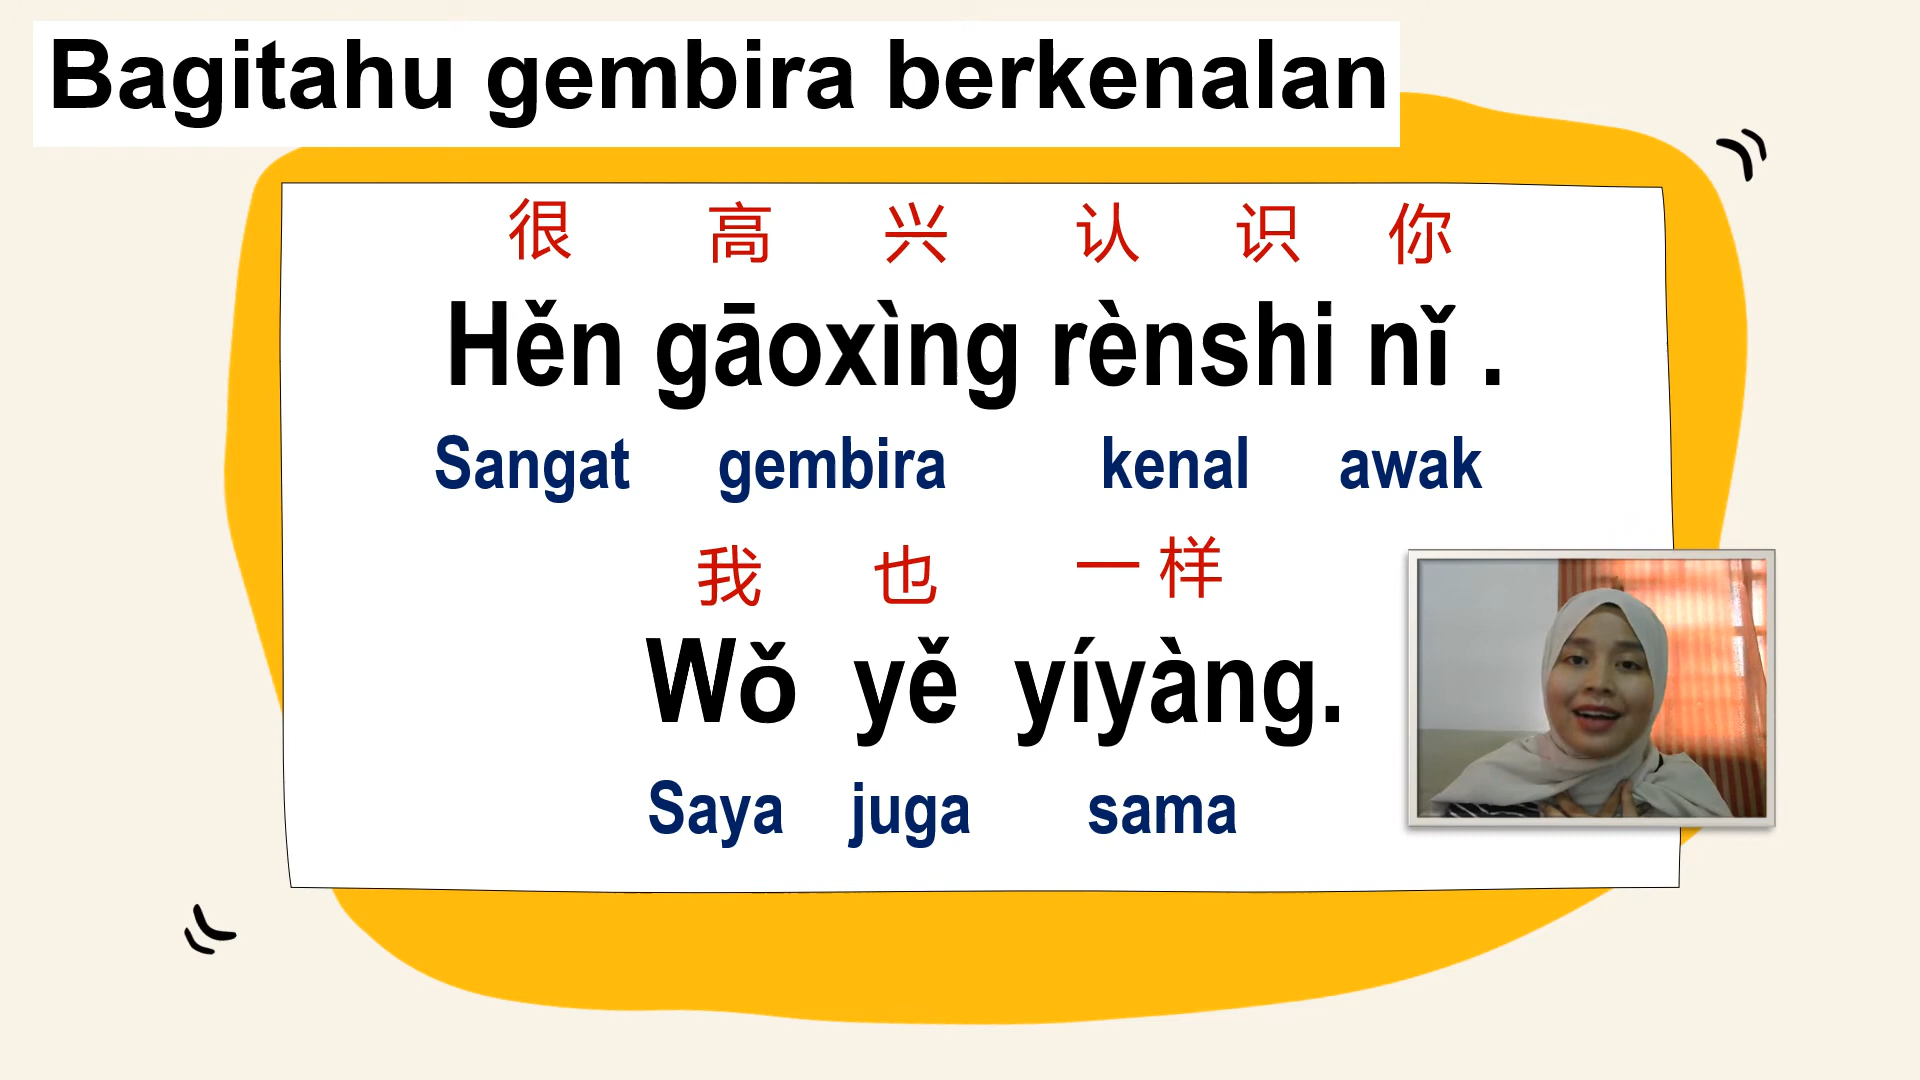 Bagitahu gembira berkenalan
很 高 兴 认 识 你
Hěn gāoxìng rènshi nǐ .
Sangat gembira kenal awak
我 也 一 样
Wǒ yě yíyàng.
Saya juga sama